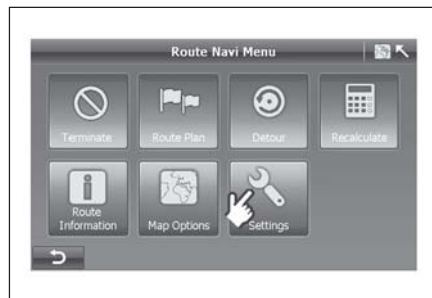 Route Navi Menu
Terminate
Route Plan
Detour
Recalculate
Route
Information
Map Options
Settings